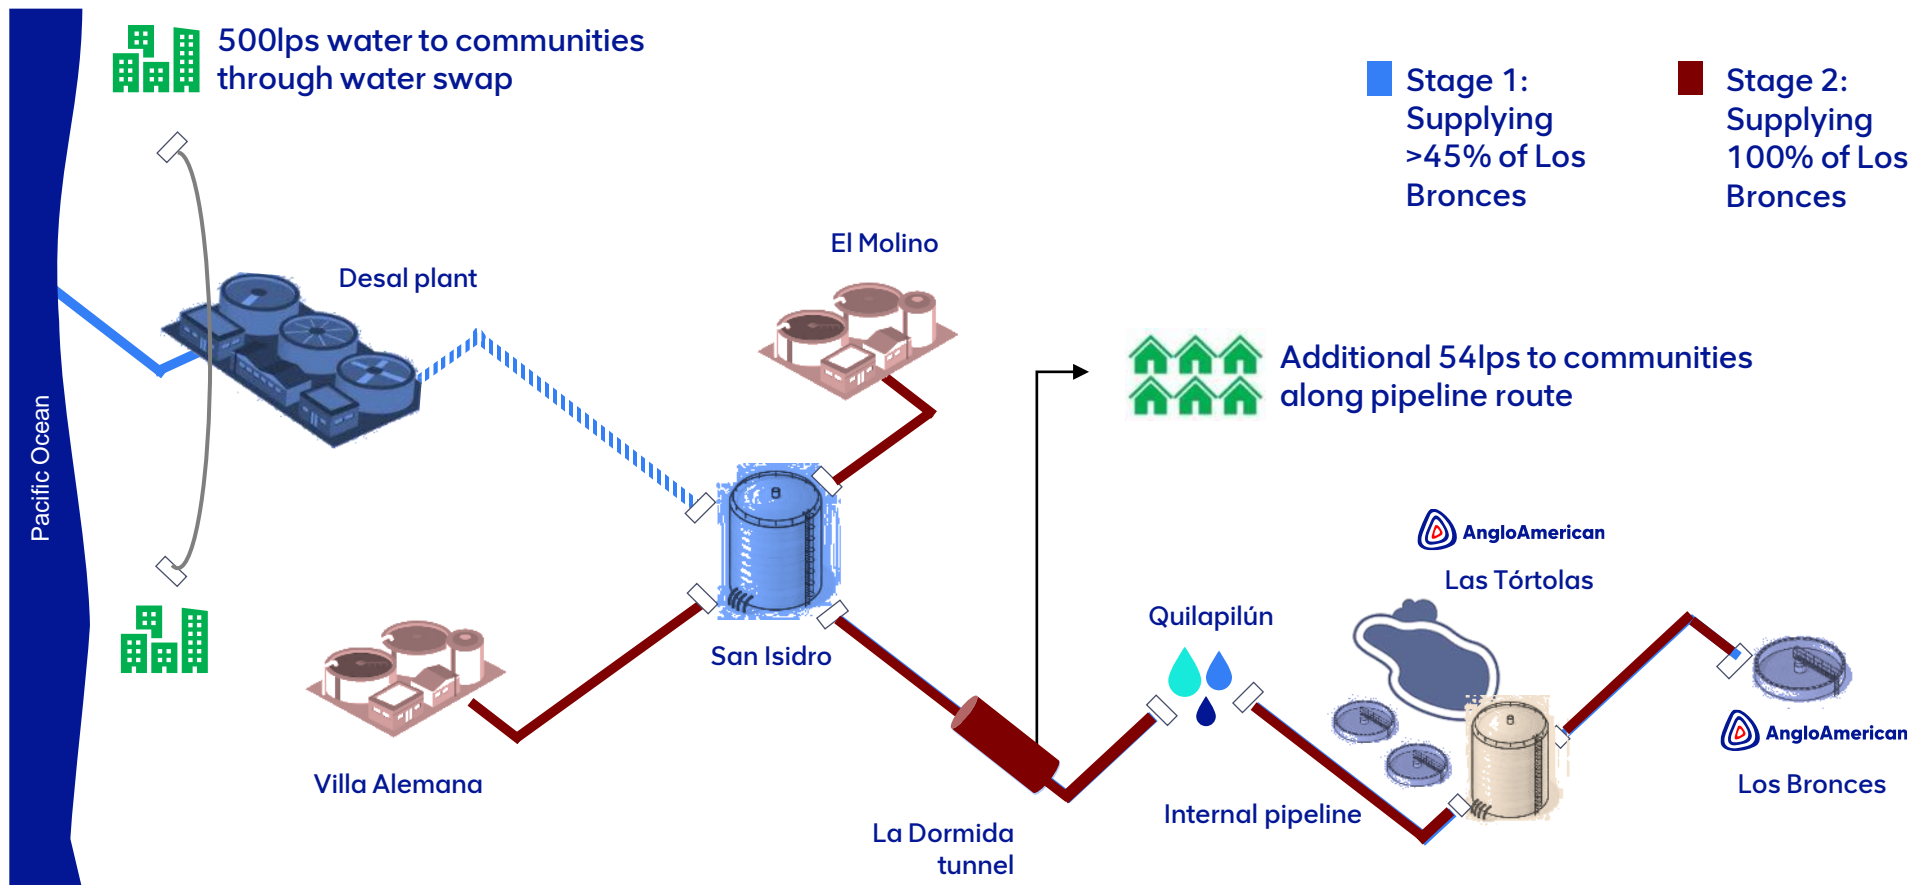 500lps water to communities
through water swap
Stage 1:
Supplying
>45% of Los
Bronces
Stage 2:
Supplying
100% of Los
Bronces
El Molino
Desal plant
Additional 54lps to communities
along pipeline route
Pacific Ocean
AngloAmerican
Las Tórtolas
Quilapilún
San Isidro
AngloAmerican
Los Bronces
Villa Alemana
Internal pipeline
La Dormida
tunnel